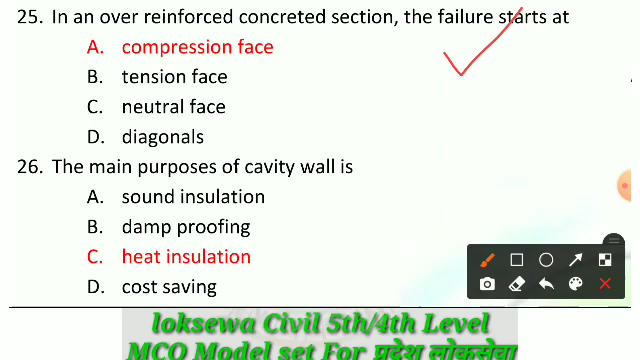 25. In an over reinforced concreted section, the failure starts at
A. compression face
B. tension face
C. neutral face
D. diagonals
26. The main purposes of cavity wall is
A. sound insulation
B. damp proofing
C. heat insulation
D. cost saving
loksewa Civil 5th/4th Level
MCQ Model set For प्रदेश लोकसेवा